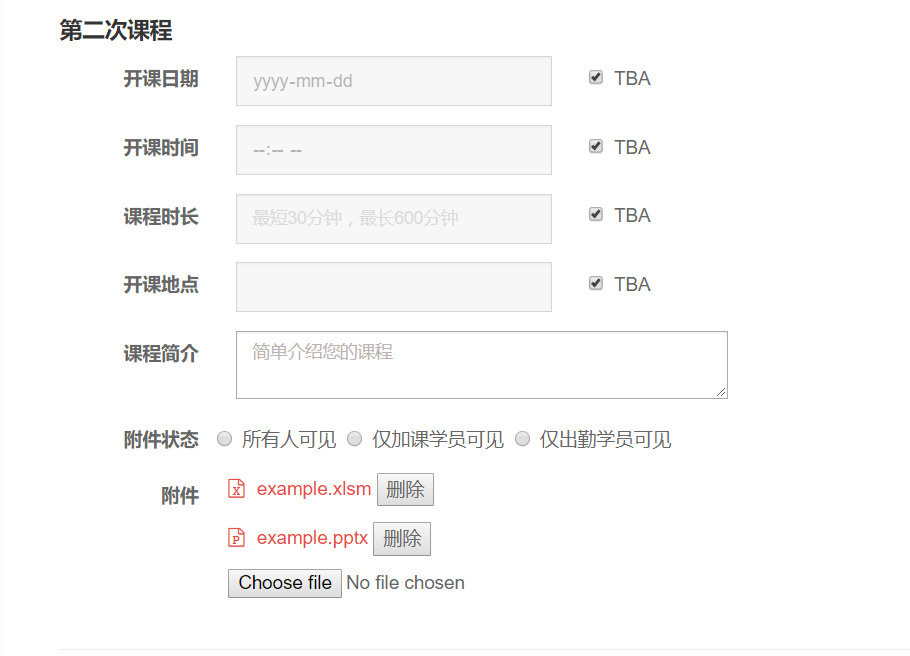 第二次课程
开课日期 yyyy-mm-dd TBA
开课时间 --:-- -- TBA
课程时长 最短30分钟，最长600分钟 TBA
开课地点 TBA
课程简介 简单介绍您的课程
附件状态 所有人可见 仅加课学员可见 仅出勤学员可见
附件 example.xlsm 删除
example.pptx 删除
Choose file No file chosen